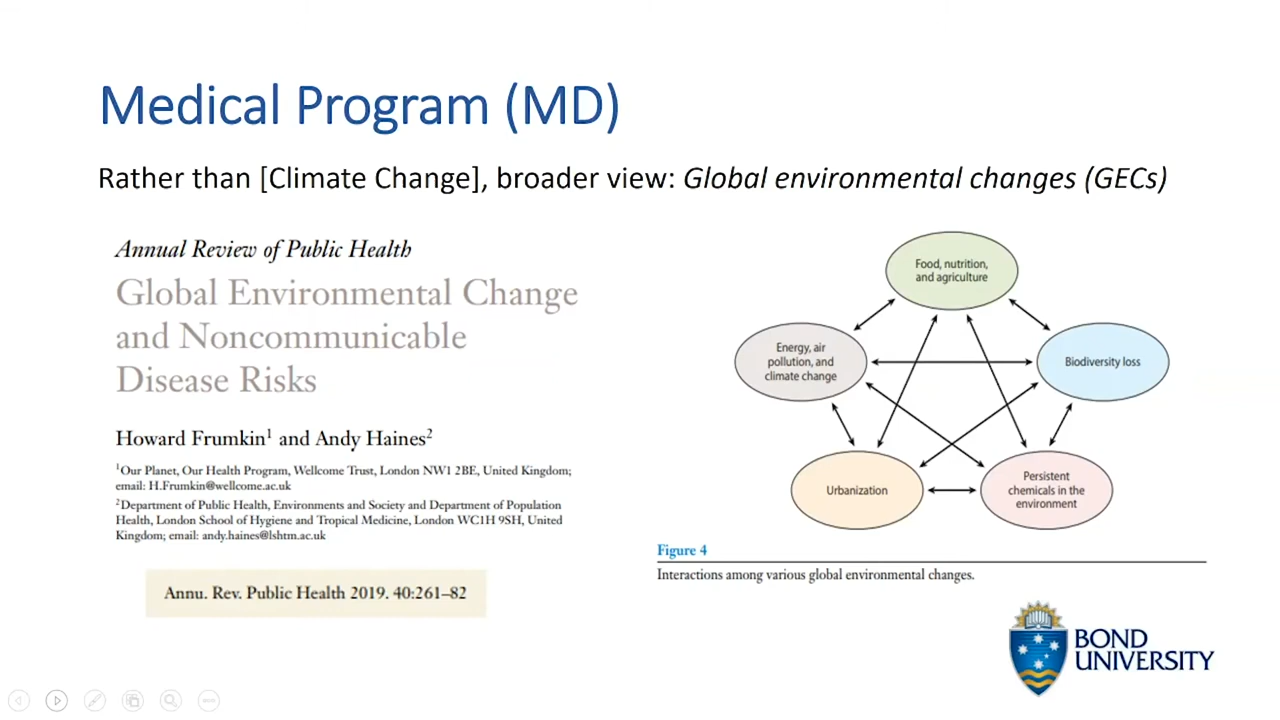 Medical Program (MD)
Rather than [Climate Change], broader view: Global environmental changes (GECs)
Annual Review of Public Health
Global Environmental Change
and Noncommunicable
Disease Risks
Howard Frumkin¹ and Andy Haines²
¹Our Planet, Our Health Program, Wellcome Trust, London NW1 2BE, United Kingdom;
email: H.Frumkin@wellcome.ac.uk
²Department of Public Health, Environments and Society and Department of Population
Health, London School of Hygiene and Tropical Medicine, London WC1H 9SH, United
Kingdom; email: andy.haines@lshtm.ac.uk
Annu. Rev. Public Health 2019. 40:261–82
Food, nutrition,
and agriculture
Energy, air
pollution, and
climate change
Biodiversity loss
Urbanization
Persistent
chemicals in the
environment
Figure 4
Interactions among various global environmental changes.
BOND
UNIVERSITY